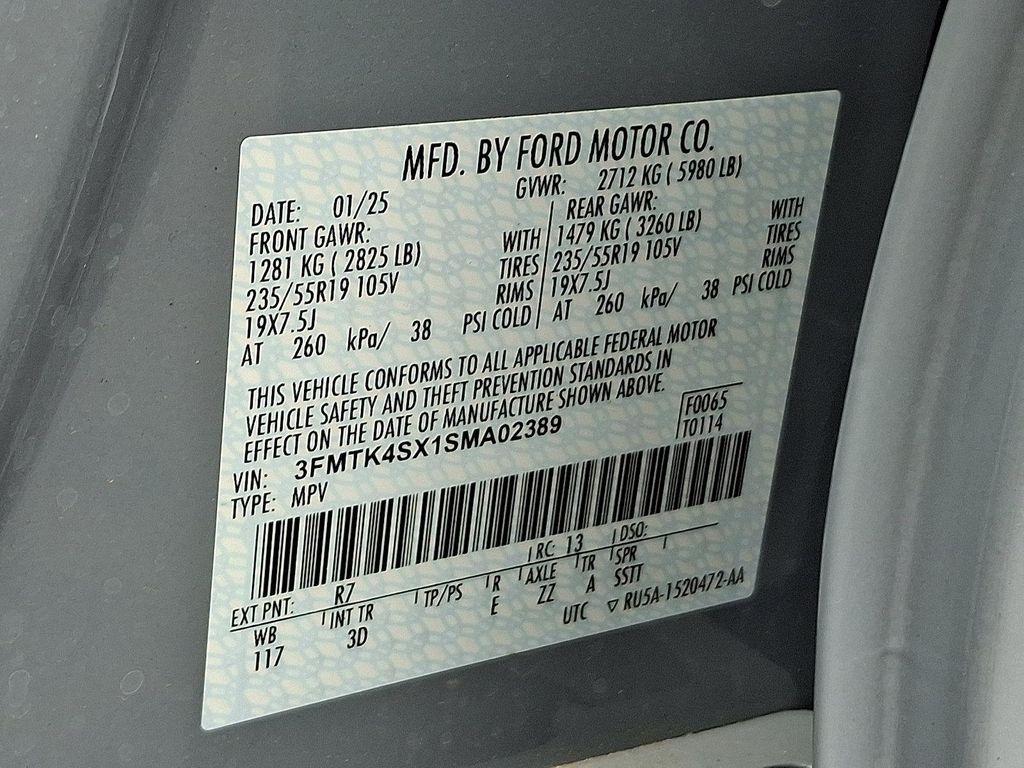 MFD. BY FORD MOTOR CO.
DATE: 01/25 GVWR: 2712 KG ( 5980 LB)
FRONT GAWR: REAR GAWR:
1281 KG ( 2825 LB) WITH 1479 KG ( 3260 LB) WITH
235/55R19 105V TIRES 235/55R19 105V TIRES
19X7.5J RIMS 19X7.5J RIMS
AT 260 kPa/ 38 PSI COLD AT 260 kPa/ 38 PSI COLD
THIS VEHICLE CONFORMS TO ALL APPLICABLE FEDERAL MOTOR
VEHICLE SAFETY AND THEFT PREVENTION STANDARDS IN
EFFECT ON THE DATE OF MANUFACTURE SHOWN ABOVE.
F0065
VIN: 3FMTK4SX1SMA02389 T0114
TYPE: MPV
EXT PNT: R7 RC: 13 DSO:
WB INT TR TP/PS R AXLE TR SPR
117 3D E ZZ A SSTT
UTC ▽ RU5A-1520472-AA